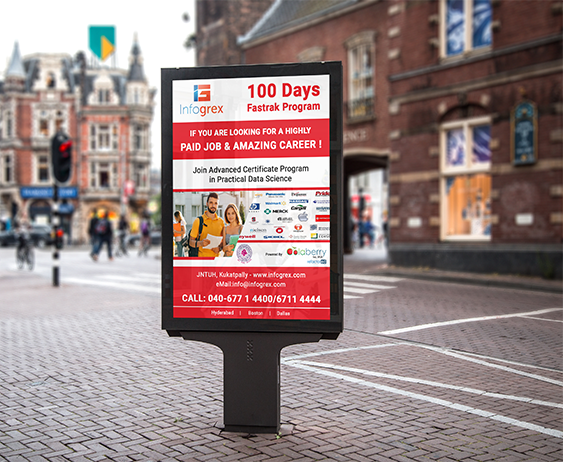 Infogrex
100 Days
Fastrak Program
IF YOU ARE LOOKING FOR A HIGHLY
PAID JOB & AMAZING CAREER !
Join Advanced Certificate Program
in Practical Data Science
Panasonic
MERCK
Powered By
JNTUH, Kukatpally - www.infogrex.com
eMail:info@infogrex.com
CALL: 040-677 1 4400/6711 4444
Hyderabad | Boston | Dallas